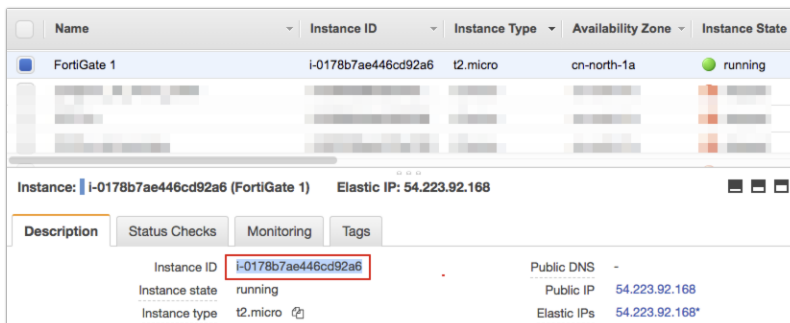 Name Instance ID Instance Type Availability Zone Instance State
FortiGate 1 i-0178b7ae446cd92a6 t2.micro cn-north-1a running
Instance: i-0178b7ae446cd92a6 (FortiGate 1) Elastic IP: 54.223.92.168
Description Status Checks Monitoring Tags
Instance ID i-0178b7ae446cd92a6 Public DNS -
Instance state running Public IP 54.223.92.168
Instance type t2.micro Elastic IPs 54.223.92.168*